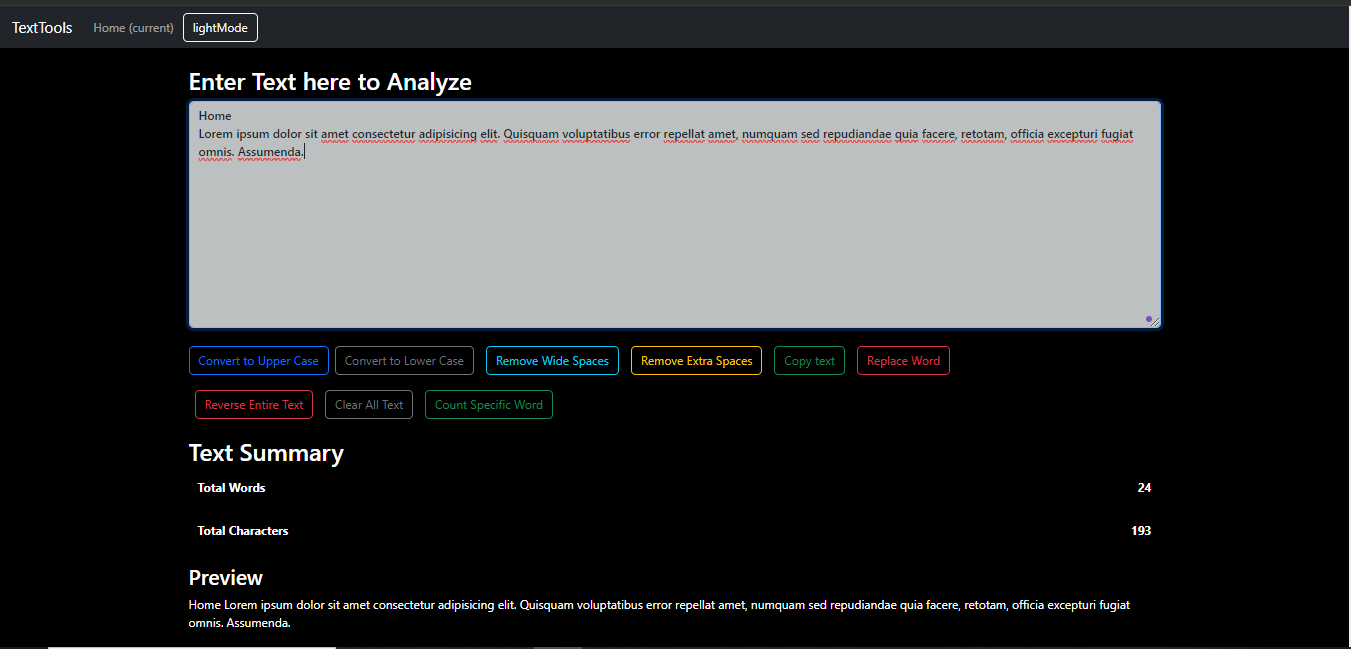 TextTools Home (current) lightMode
Enter Text here to Analyze
Home
Lorem ipsum dolor sit amet consectetur adipisicing elit. Quisquam voluptatibus error repellat amet, numquam sed repudiandae quia facere, retotam, officia excepturi fugiat
omnis. Assumenda.
Convert to Upper Case Convert to Lower Case Remove Wide Spaces Remove Extra Spaces Copy text Replace Word
Reverse Entire Text Clear All Text Count Specific Word
Text Summary
Total Words 24
Total Characters 193
Preview
Home Lorem ipsum dolor sit amet consectetur adipisicing elit. Quisquam voluptatibus error repellat amet, numquam sed repudiandae quia facere, retotam, officia excepturi fugiat
omnis. Assumenda.